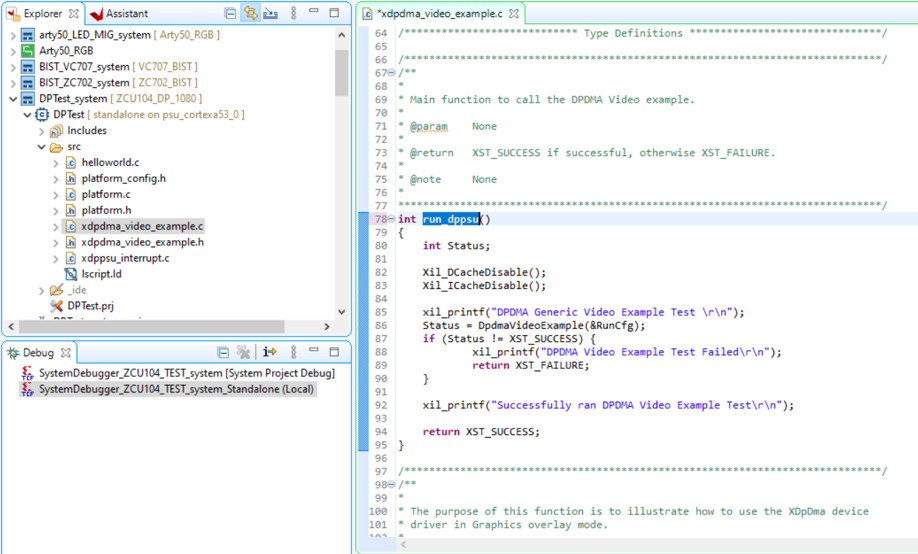 Explorer
Assistant
arty50_LED_MIG_system [ Arty50_RGB ]
Arty50_RGB
BIST_VC707_system [ VC707_BIST ]
BIST_ZC702_system [ ZC702_BIST ]
DPTest_system [ ZCU104_DP_1080 ]
DPTest [ standalone on psu_cortexa53_0 ]
Includes
src
helloworld.c
platform_config.h
platform.c
platform.h
xdpdma_video_example.c
xdpdma_video_example.h
xdppsu_interrupt.c
lscript.ld
_ide
DPTest.prj
Debug
SystemDebugger_ZCU104_TEST_system [System Project Debug]
SystemDebugger_ZCU104_TEST_system_Standalone (Local)
*xdpdma_video_example.c
64 /*************************** Type Definitions ******************************/
65
66 /**************************************************************************/
67 /**
68 *
69 * Main function to call the DPDMA Video example.
70 *
71 * @param None
72 *
73 * @return XST_SUCCESS if successful, otherwise XST_FAILURE.
74 *
75 * @note None
76 *
77 **************************************************************************/
78 int run_dppsu()
79 {
80 int Status;
81
82 Xil_DCacheDisable();
83 Xil_ICacheDisable();
84
85 xil_printf("DPDMA Generic Video Example Test \r\n");
86 Status = DpdmaVideoExample(&RunCfg);
87 if (Status != XST_SUCCESS) {
88 xil_printf("DPDMA Video Example Test Failed\r\n");
89 return XST_FAILURE;
90 }
91
92 xil_printf("Successfully ran DPDMA Video Example Test\r\n");
93
94 return XST_SUCCESS;
95 }
96
97 /**************************************************************************/
98 /**
99 *
100 * The purpose of this function is to illustrate how to use the XDpDma device
101 * driver in Graphics overlay mode.
102 *